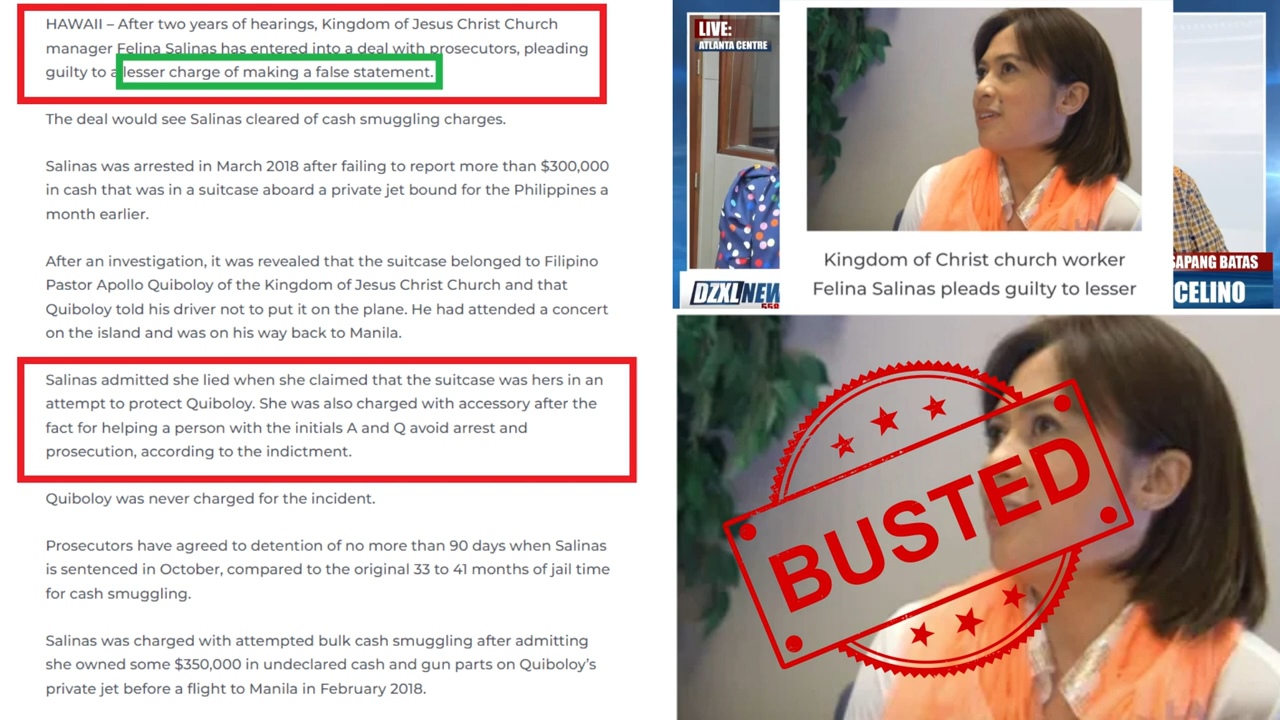 HAWAII – After two years of hearings, Kingdom of Jesus Christ Church
manager Felina Salinas has entered into a deal with prosecutors, pleading
guilty to a lesser charge of making a false statement.
The deal would see Salinas cleared of cash smuggling charges.
Salinas was arrested in March 2018 after failing to report more than $300,000
in cash that was in a suitcase aboard a private jet bound for the Philippines a
month earlier.
After an investigation, it was revealed that the suitcase belonged to Filipino
Pastor Apollo Quiboloy of the Kingdom of Jesus Christ Church and that
Quiboloy told his driver not to put it on the plane. He had attended a concert
on the island and was on his way back to Manila.
Salinas admitted she lied when she claimed that the suitcase was hers in an
attempt to protect Quiboloy. She was also charged with accessory after the
fact for helping a person with the initials A and Q avoid arrest and
prosecution, according to the indictment.
Quiboloy was never charged for the incident.
Prosecutors have agreed to detention of no more than 90 days when Salinas
is sentenced in October, compared to the original 33 to 41 months of jail time
for cash smuggling.
Salinas was charged with attempted bulk cash smuggling after admitting
she owned some $350,000 in undeclared cash and gun parts on Quiboloy's
private jet before a flight to Manila in February 2018.
LIVE:
ATLANTA CENTRE
Kingdom of Christ church worker
Felina Salinas pleads guilty to lesser
DZXL NEW
558
SAPANG BATAS
CELINO
BUSTED